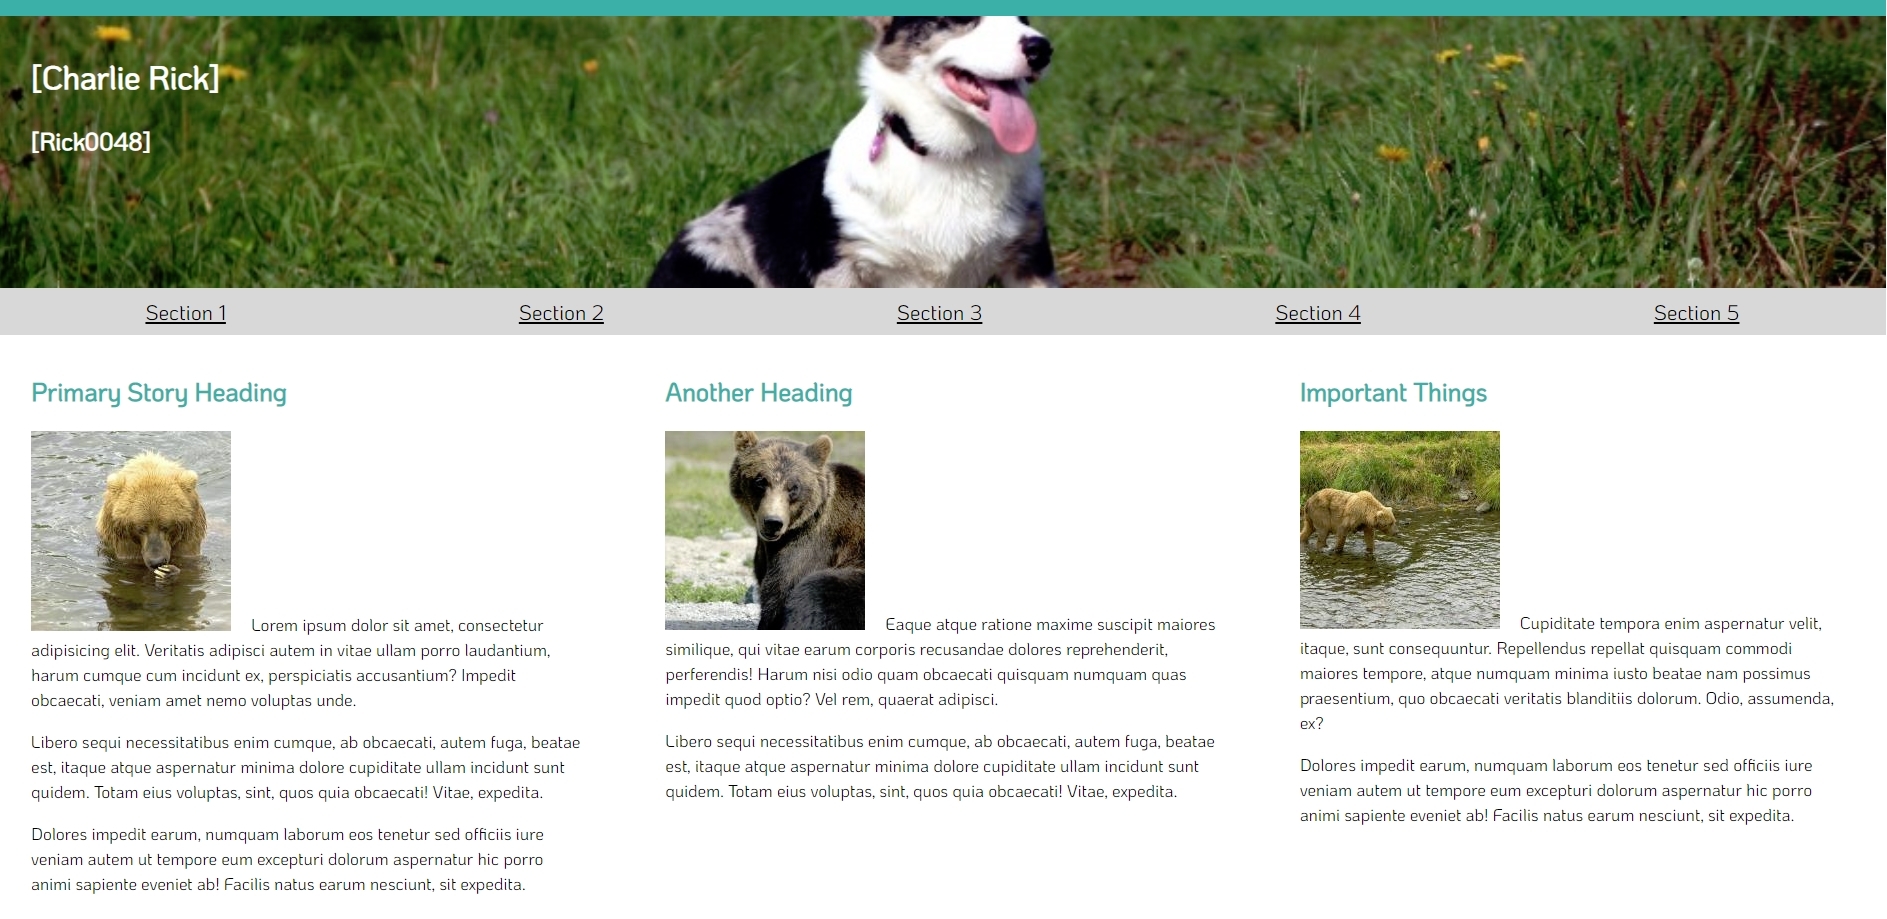 [Charlie Rick]
[Rick0048]
Section 1 Section 2 Section 3 Section 4 Section 5
Primary Story Heading
Lorem ipsum dolor sit amet, consectetur
adipisicing elit. Veritatis adipisci autem in vitae ullam porro laudantium,
harum cumque cum incidunt ex, perspiciatis accusantium? Impedit
obcaecati, veniam amet nemo voluptas unde.
Libero sequi necessitatibus enim cumque, ab obcaecati, autem fuga, beatae
est, itaque atque aspernatur minima dolore cupiditate ullam incidunt sunt
quidem. Totam eius voluptas, sint, quos quia obcaecati! Vitae, expedita.
Dolores impedit earum, numquam laborum eos tenetur sed officiis iure
veniam autem ut tempore eum excepturi dolorum aspernatur hic porro
animi sapiente eveniet ab! Facilis natus earum nesciunt, sit expedita.
Another Heading
Eaque atque ratione maxime suscipit maiores
similique, qui vitae earum corporis recusandae dolores reprehenderit,
perferendis! Harum nisi odio quam obcaecati quisquam numquam quas
impedit quod optio? Vel rem, quaerat adipisci.
Libero sequi necessitatibus enim cumque, ab obcaecati, autem fuga, beatae
est, itaque atque aspernatur minima dolore cupiditate ullam incidunt sunt
quidem. Totam eius voluptas, sint, quos quia obcaecati! Vitae, expedita.
Important Things
Cupiditate tempora enim aspernatur velit,
itaque, sunt consequuntur. Repellendus repellat quisquam commodi
maiores tempore, atque numquam minima iusto beatae nam possimus
praesentium, quo obcaecati veritatis blanditiis dolorum. Odio, assumenda,
ex?
Dolores impedit earum, numquam laborum eos tenetur sed officiis iure
veniam autem ut tempore eum excepturi dolorum aspernatur hic porro
animi sapiente eveniet ab! Facilis natus earum nesciunt, sit expedita.